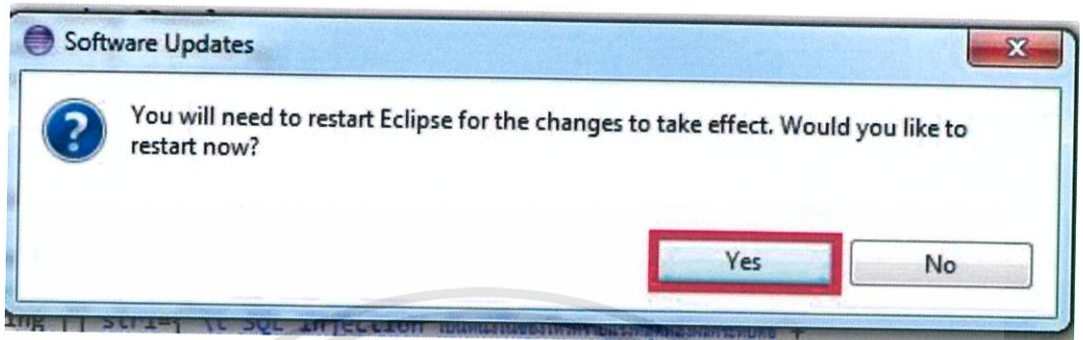 Software Updates
You will need to restart Eclipse for the changes to take effect. Would you like to
restart now?
Yes
No
SQL Injection